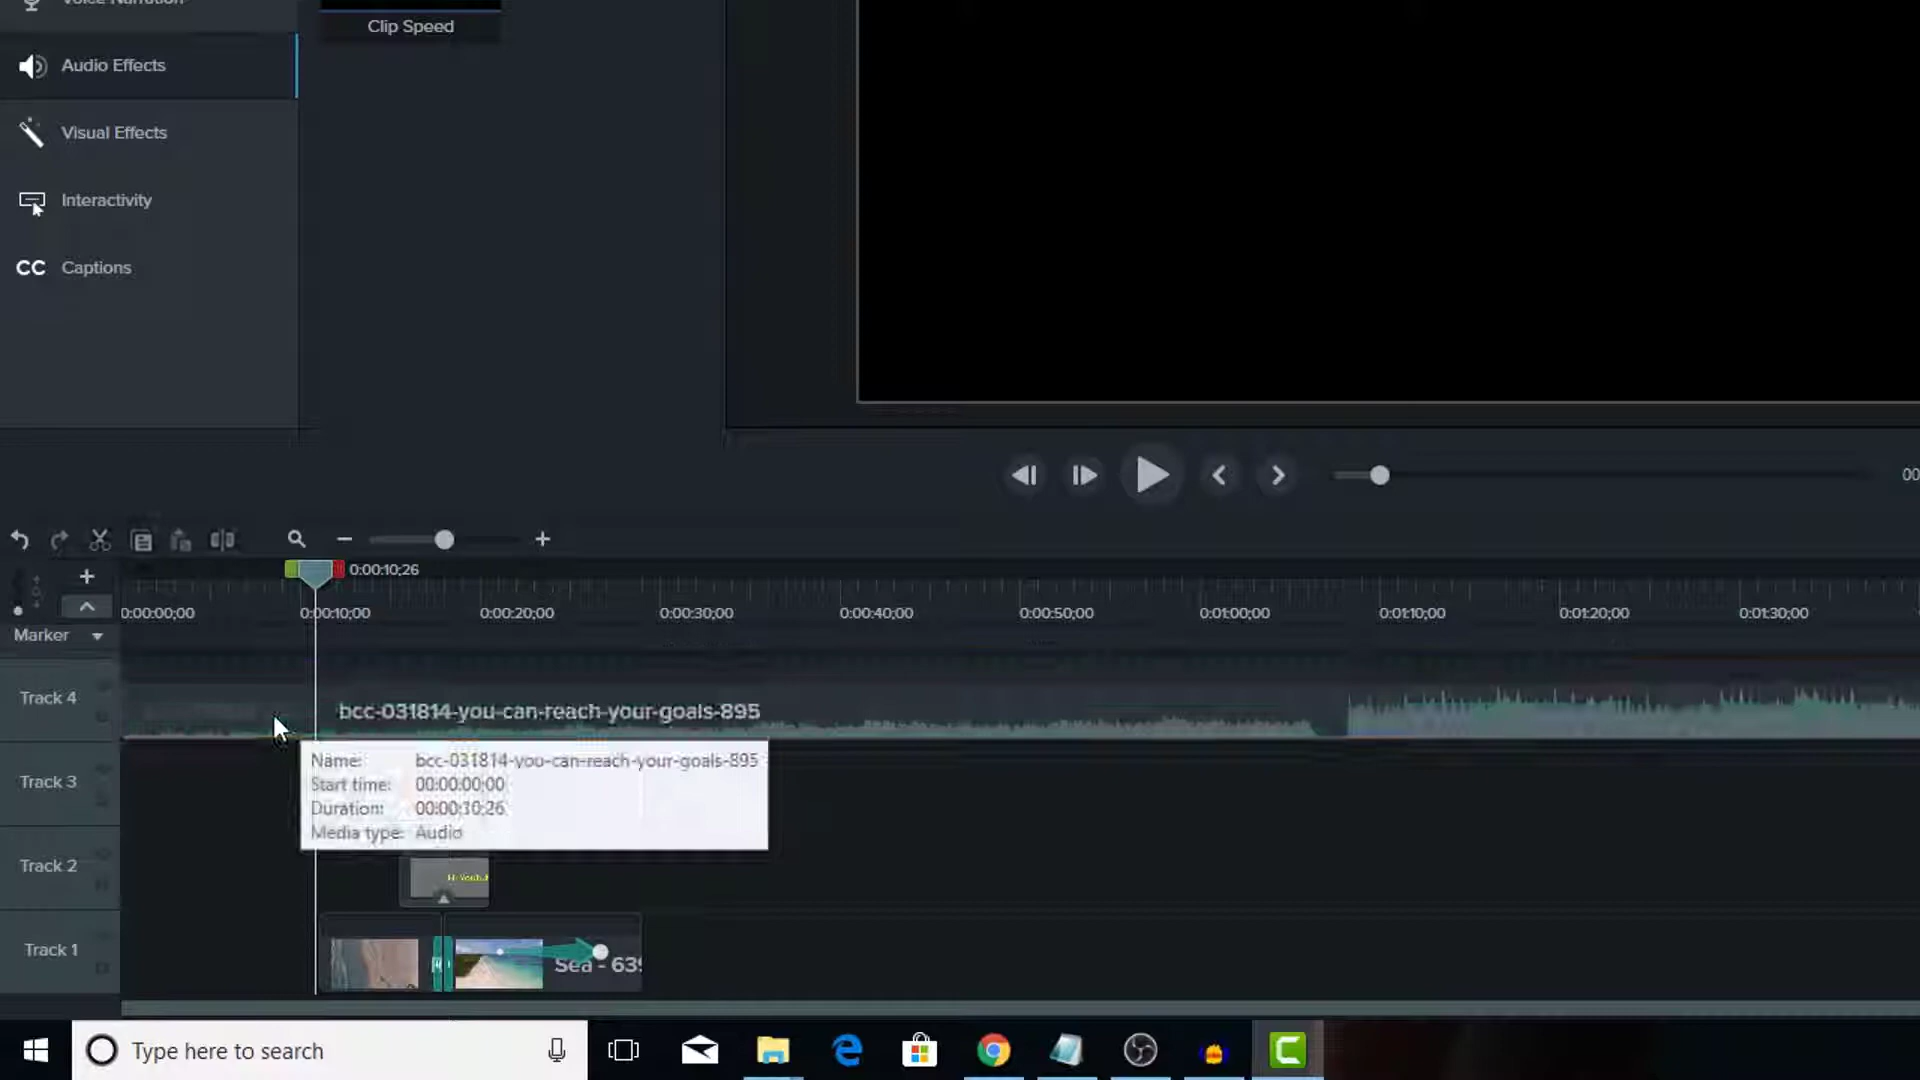 Voice Narration
Clip Speed
Audio Effects
Visual Effects
Interactivity
CC Captions
00
0:00:10;26
0:00:00;00 0:00:10;00 0:00:20;00 0:00:30;00 0:00:40;00 0:00:50;00 0:01:00;00 0:01:10;00 0:01:20;00 0:01:30;00
Marker
Track 4
bcc-031814-you-can-reach-your-goals-895
Name: bcc-031814-you-can-reach-your-goals-895
Start time: 00:00:00;00
Duration: 00:00:10;26
Media type: Audio
Track 3
Track 2
Track 1
Sea - 639
Type here to search